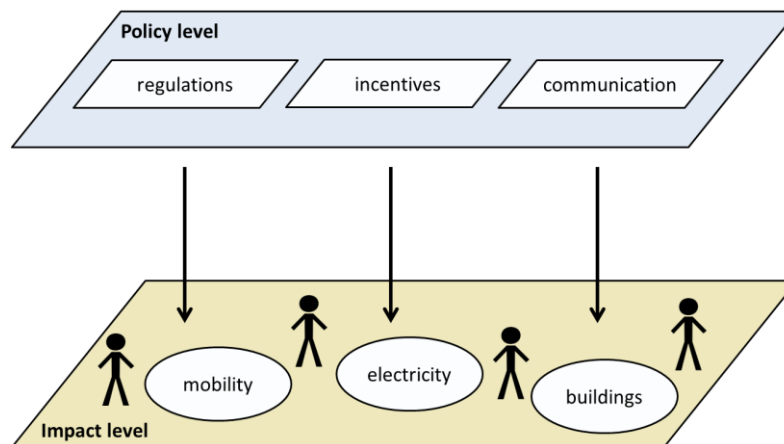 Policy level
regulations
incentives
communication
mobility
electricity
buildings
Impact level